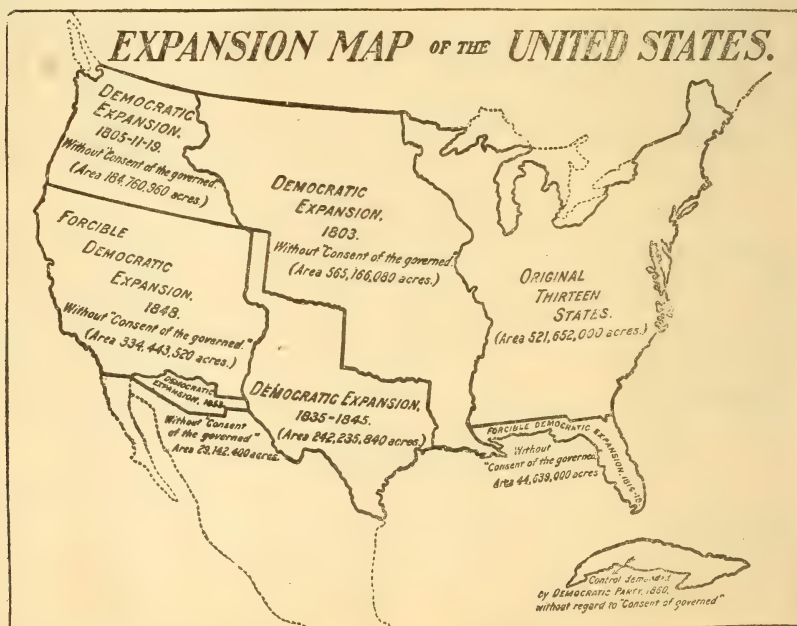 EXPANSION MAP OF THE UNITED STATES.
DEMOCRATIC
EXPANSION,
1805-11-19.
Without "Consent of the governed."
(Area 184,760,960 acres.)
DEMOCRATIC
EXPANSION,
1803.
Without "Consent of the governed."
(Area 565,166,080 acres.)
FORCIBLE
DEMOCRATIC
EXPANSION,
1848.
Without "Consent of the governed."
(Area 334,443,520 acres.)
ORIGINAL
THIRTEEN
STATES.
(Area 521,652,000 acres.)
DEMOCRATIC
EXPANSION,
Without "Consent
of the governed"
Area 29,142,400 acres.
DEMOCRATIC EXPANSION,
1835-1845.
(Area 242,235,840 acres.)
FORCIBLE DEMOCRATIC EXPANSION,
Without
"Consent of the governed
Area 44,639,000 acres
Control demanded
by DEMOCRATIC PARTY, 1860,
without regard to "Consent of governed"